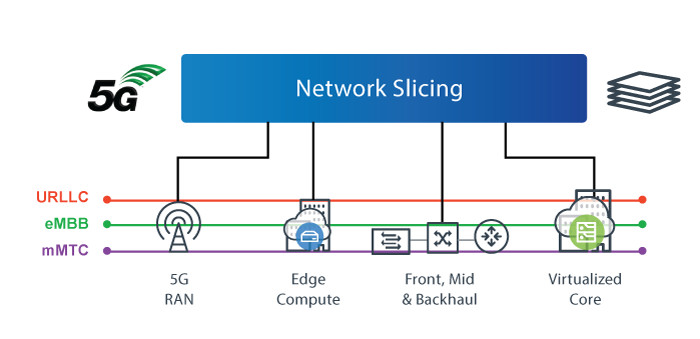 5G
Network Slicing
URLLC
eMBB
mMTC
5G
RAN
Edge
Compute
Front, Mid
& Backhaul
Virtualized
Core